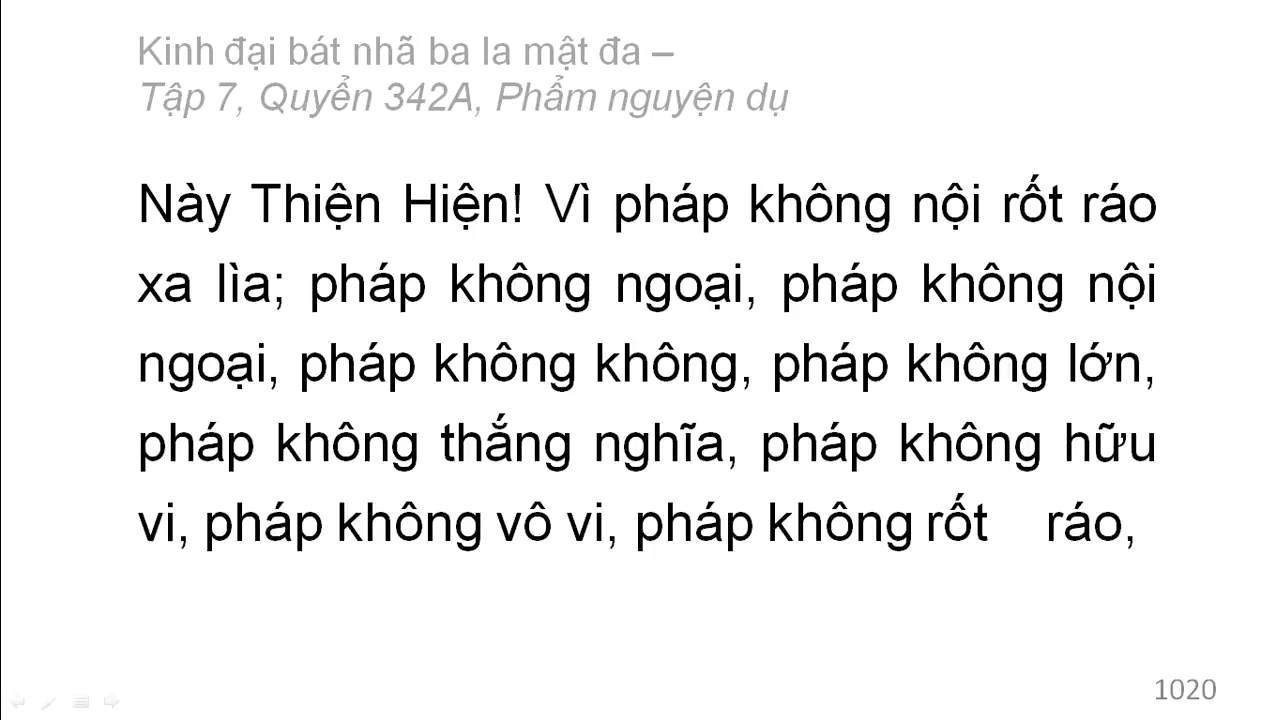 Kinh đại bát nhã ba la mật đa –
Tập 7, Quyển 342A, Phẩm nguyện dụ
Này Thiện Hiện! Vì pháp không nội rốt ráo
xa lìa; pháp không ngoại, pháp không nội
ngoại, pháp không không, pháp không lớn,
pháp không thắng nghĩa, pháp không hữu
vi, pháp không vô vi, pháp không rốt ráo,
1020